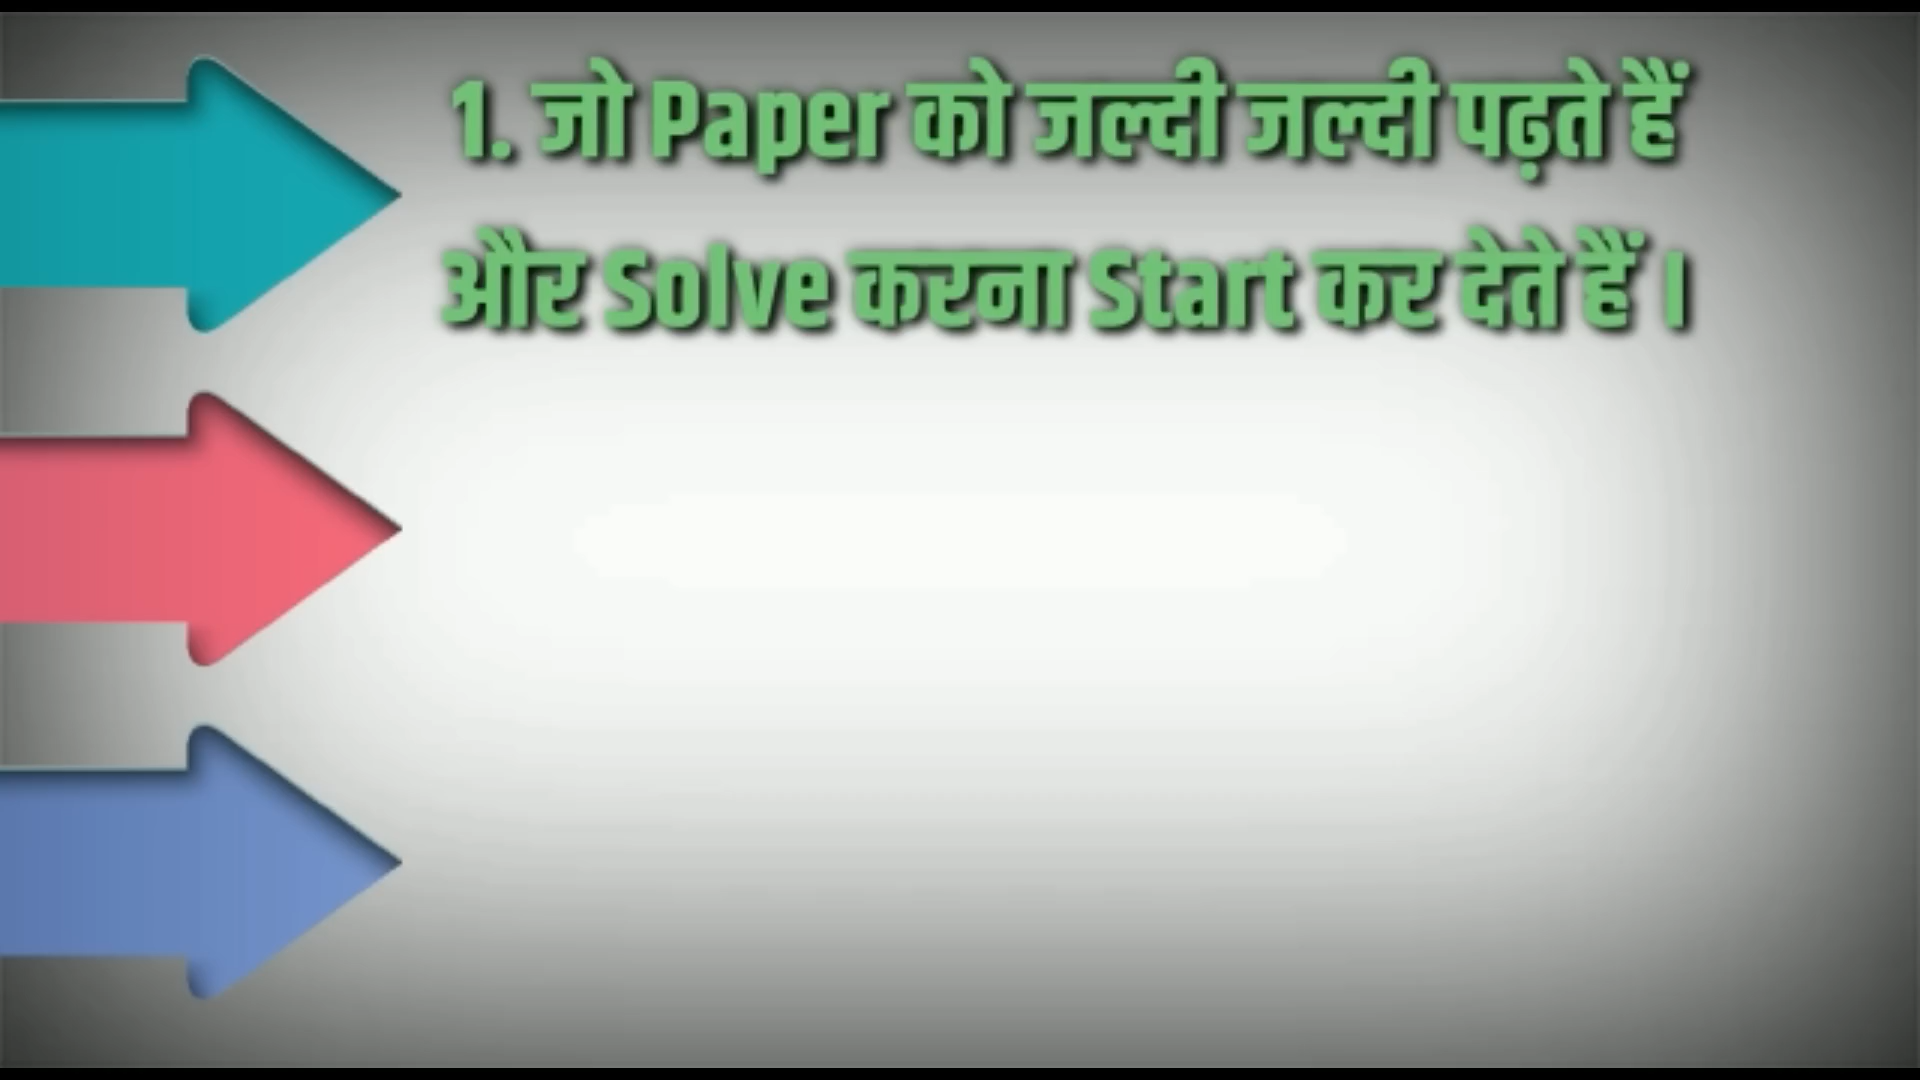 1. जो Paper को जल्दी जल्दी पढ़ते हैं
और Solve करना Start कर देते हैं ।